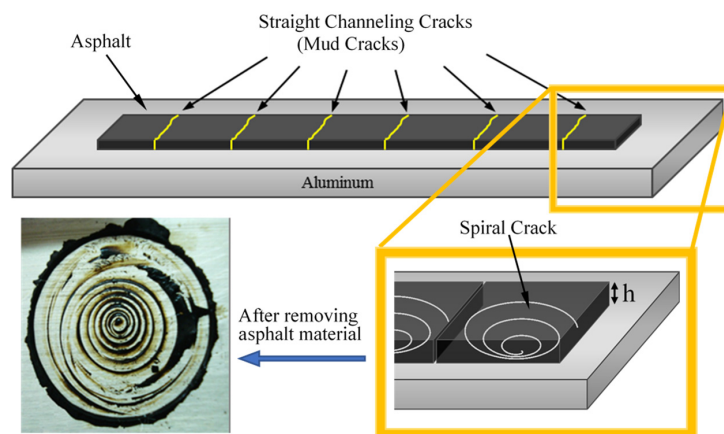 Straight Channeling Cracks
(Mud Cracks)
Asphalt
Aluminum
Spiral Crack
h
After removing
asphalt material